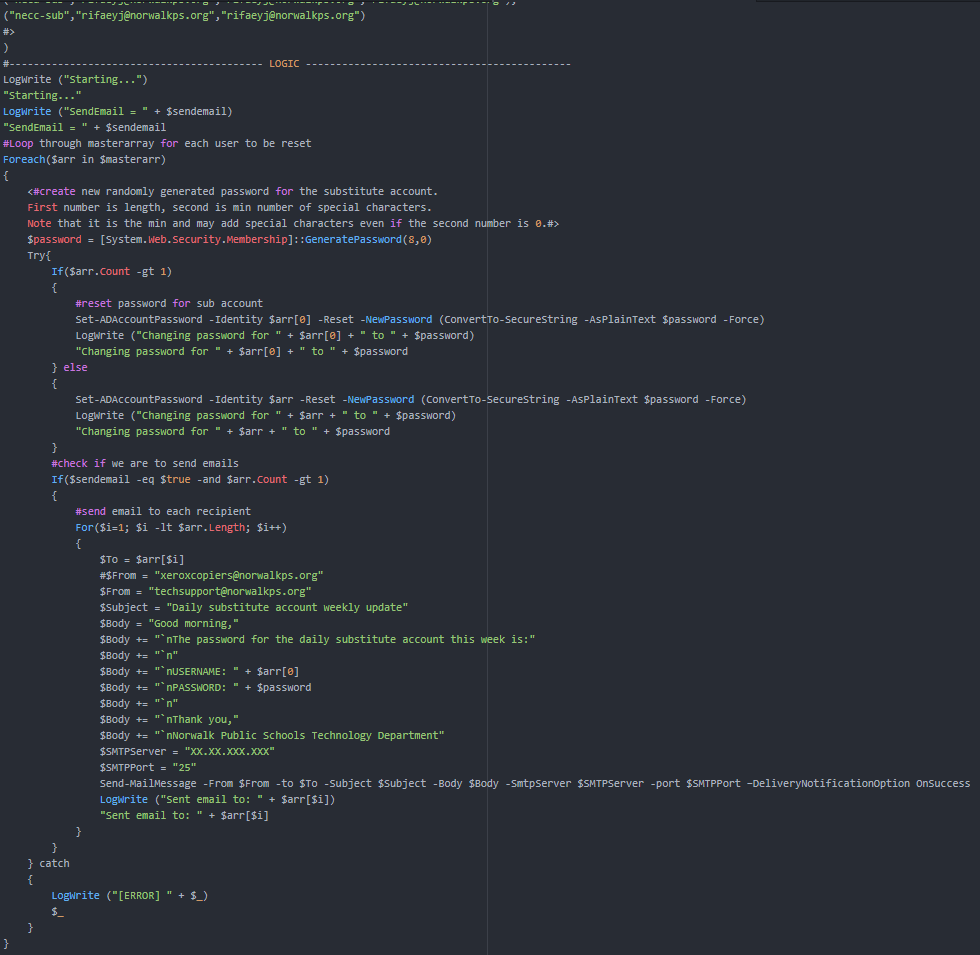 ("necc-sub","rifaeyj@norwalkps.org","rifaeyj@norwalkps.org")
#>
)
#------------------------------------------ LOGIC --------------------------------------------
LogWrite ("Starting...")
"Starting..."
LogWrite ("SendEmail = " + $sendemail)
"SendEmail = " + $sendemail
#Loop through masterarray for each user to be reset
Foreach($arr in $masterarr)
{
    <#create new randomly generated password for the substitute account.
    First number is length, second is min number of special characters.
    Note that it is the min and may add special characters even if the second number is 0.#>
    $password = [System.Web.Security.Membership]::GeneratePassword(8,0)
    Try{
        If($arr.Count -gt 1)
        {
            #reset password for sub account
            Set-ADAccountPassword -Identity $arr[0] -Reset -NewPassword (ConvertTo-SecureString -AsPlainText $password -Force)
            LogWrite ("Changing password for " + $arr[0] + " to " + $password)
            "Changing password for " + $arr[0] + " to " + $password
        } else
        {
            Set-ADAccountPassword -Identity $arr -Reset -NewPassword (ConvertTo-SecureString -AsPlainText $password -Force)
            LogWrite ("Changing password for " + $arr + " to " + $password)
            "Changing password for " + $arr + " to " + $password
        }
        #check if we are to send emails
        If($sendemail -eq $true -and $arr.Count -gt 1)
        {
            #send email to each recipient
            For($i=1; $i -lt $arr.Length; $i++)
            {
                $To = $arr[$i]
                #$From = "xeroxcopiers@norwalkps.org"
                $From = "techsupport@norwalkps.org"
                $Subject = "Daily substitute account weekly update"
                $Body = "Good morning,"
                $Body += "`nThe password for the daily substitute account this week is:"
                $Body += "`n"
                $Body += "`nUSERNAME: " + $arr[0]
                $Body += "`nPASSWORD: " + $password
                $Body += "`n"
                $Body += "`nThank you,"
                $Body += "`nNorwalk Public Schools Technology Department"
                $SMTPServer = "XX.XX.XXX.XXX"
                $SMTPPort = "25"
                Send-MailMessage -From $From -to $To -Subject $Subject -Body $Body -SmtpServer $SMTPServer -port $SMTPPort –DeliveryNotificationOption OnSuccess
                LogWrite ("Sent email to: " + $arr[$i])
                "Sent email to: " + $arr[$i]
            }
        }
    } catch
    {
        LogWrite ("[ERROR] " + $_)
        $_
    }
}